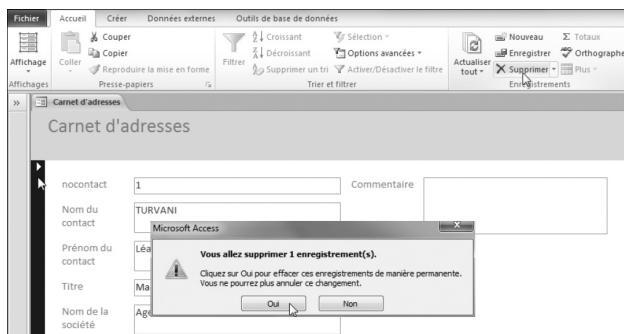 Fichier Accueil Créer Données externes Outils de base de données
Affichage
Affichages
Coller
Couper
Copier
Reproduire la mise en forme
Presse-papiers
Filtrer
Croissant
Décroissant
Supprimer un tri
Sélection
Options avancées
Activer/Désactiver le filtre
Trier et filtrer
Actualiser
tout
Nouveau
Enregistrer
Supprimer
Totaux
Orthographe
Plus
Enregistrements
» Carnet d'adresses
Carnet d'adresses
nocontact 1 Commentaire
Nom du
contact
TURVANI
Prénom du
contact
Léa
Titre
Nom de la
société
Microsoft Access
Vous allez supprimer 1 enregistrement(s).
Cliquez sur Oui pour effacer ces enregistrements de manière permanente.
Vous ne pourrez plus annuler ce changement.
Oui Non